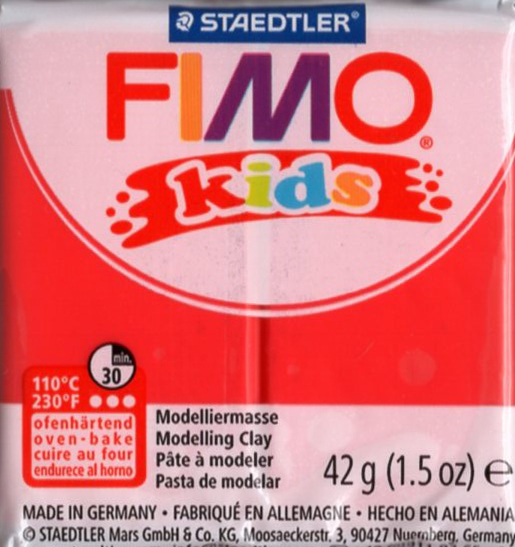 STAEDTLER®
FIMO®
kids
min.
30
110°C
230°F
ofenhärtend
oven-bake
cuire au four
endurece al horno
Modelliermasse
Modelling Clay
Pâte à modeler
Pasta de modelar
42 g (1.5 oz) ℮
MADE IN GERMANY • FABRIQUÉ EN ALLEMAGNE • HECHO EN ALEMANIA
© STAEDTLER Mars GmbH & Co. KG, Moosaeckerstr. 3, 90427 Nuernberg, Germany